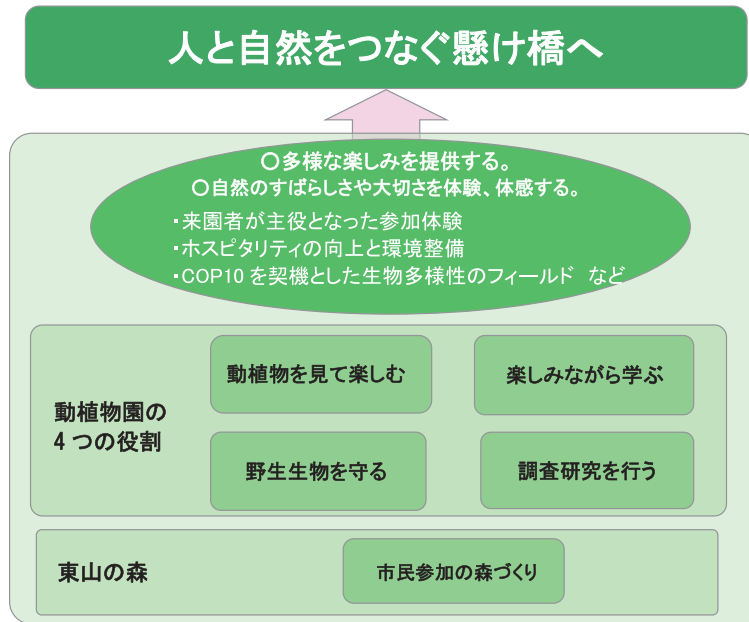 人と自然をつなぐ懸け橋へ
○多様な楽しみを提供する。
○自然のすばらしさや大切さを体験、体感する。
・来園者が主役となった参加体験
・ホスピタリティの向上と環境整備
・COP10を契機とした生物多様性のフィールド など
動植物園の
4つの役割
動植物を見て楽しむ
楽しみながら学ぶ
野生生物を守る
調査研究を行う
東山の森
市民参加の森づくり